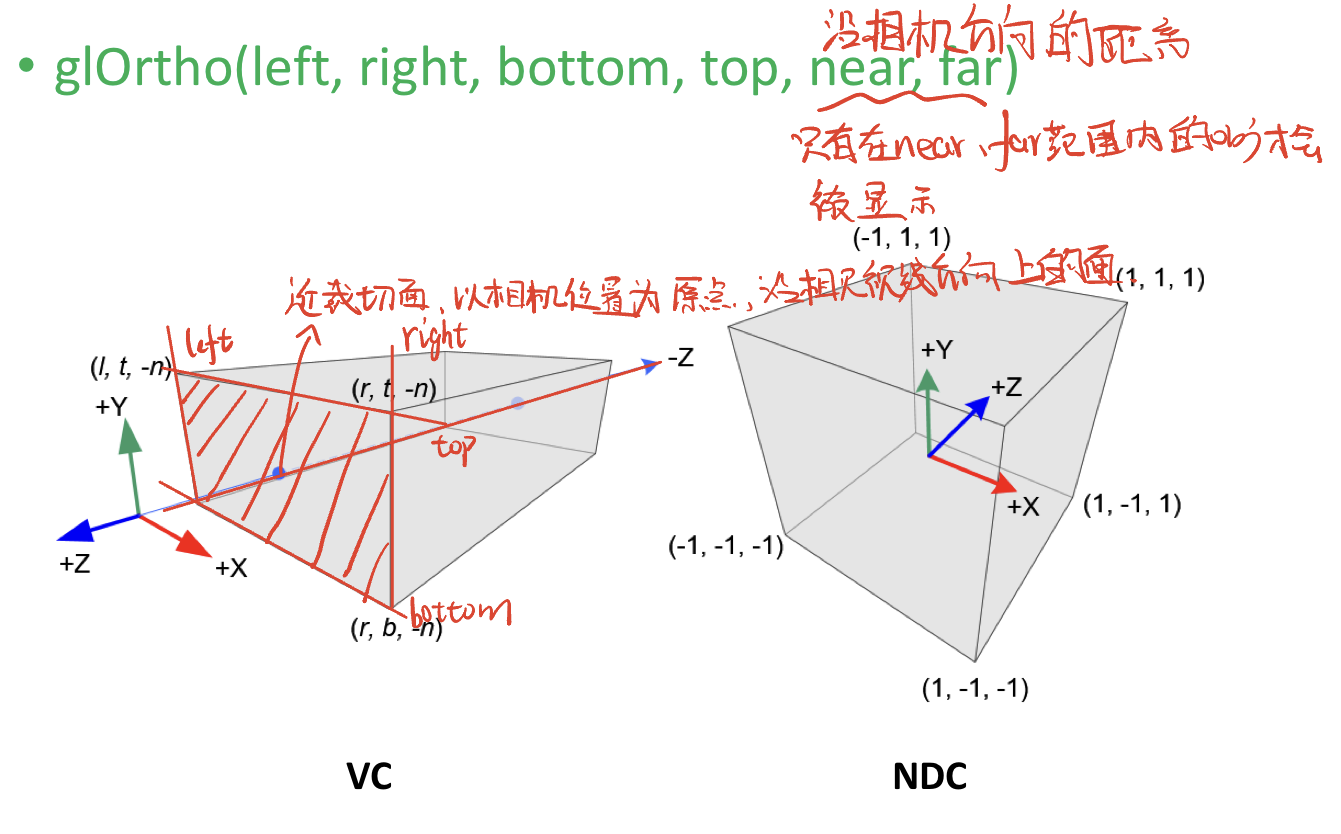 沿相机方向的距离
• glOrtho(left, right, bottom, top, near, far)
只有在near、far范围内的obj才会
被显示
(-1, 1, 1)
(1, 1, 1)
近裁切面,以相机位置为原点,沿相机视线方向上的面.
left
right
(l, t, -n)
(r, t, -n)
-Z
+Y
+Y
+Z
top
+X
(1, -1, 1)
(-1, -1, -1)
+Z
+X
bottom
(r, b, -n)
(1, -1, -1)
VC
NDC